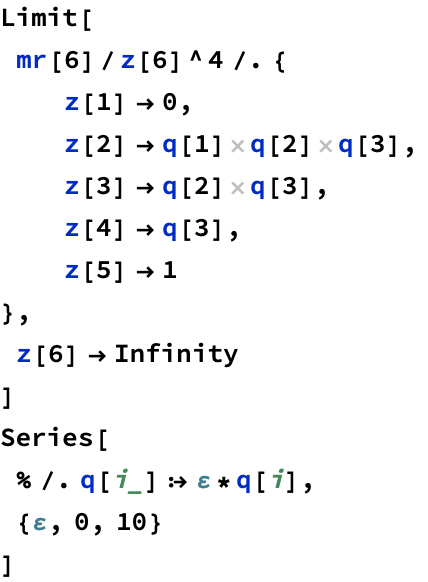 Limit[
mr[6]/z[6]^4/.{
z[1]→0,
z[2]→q[1]×q[2]×q[3],
z[3]→q[2]×q[3],
z[4]→q[3],
z[5]→1
},
z[6]→Infinity
]
Series[
%/.q[i_]⧴ε*q[i],
{ε, 0, 10}
]